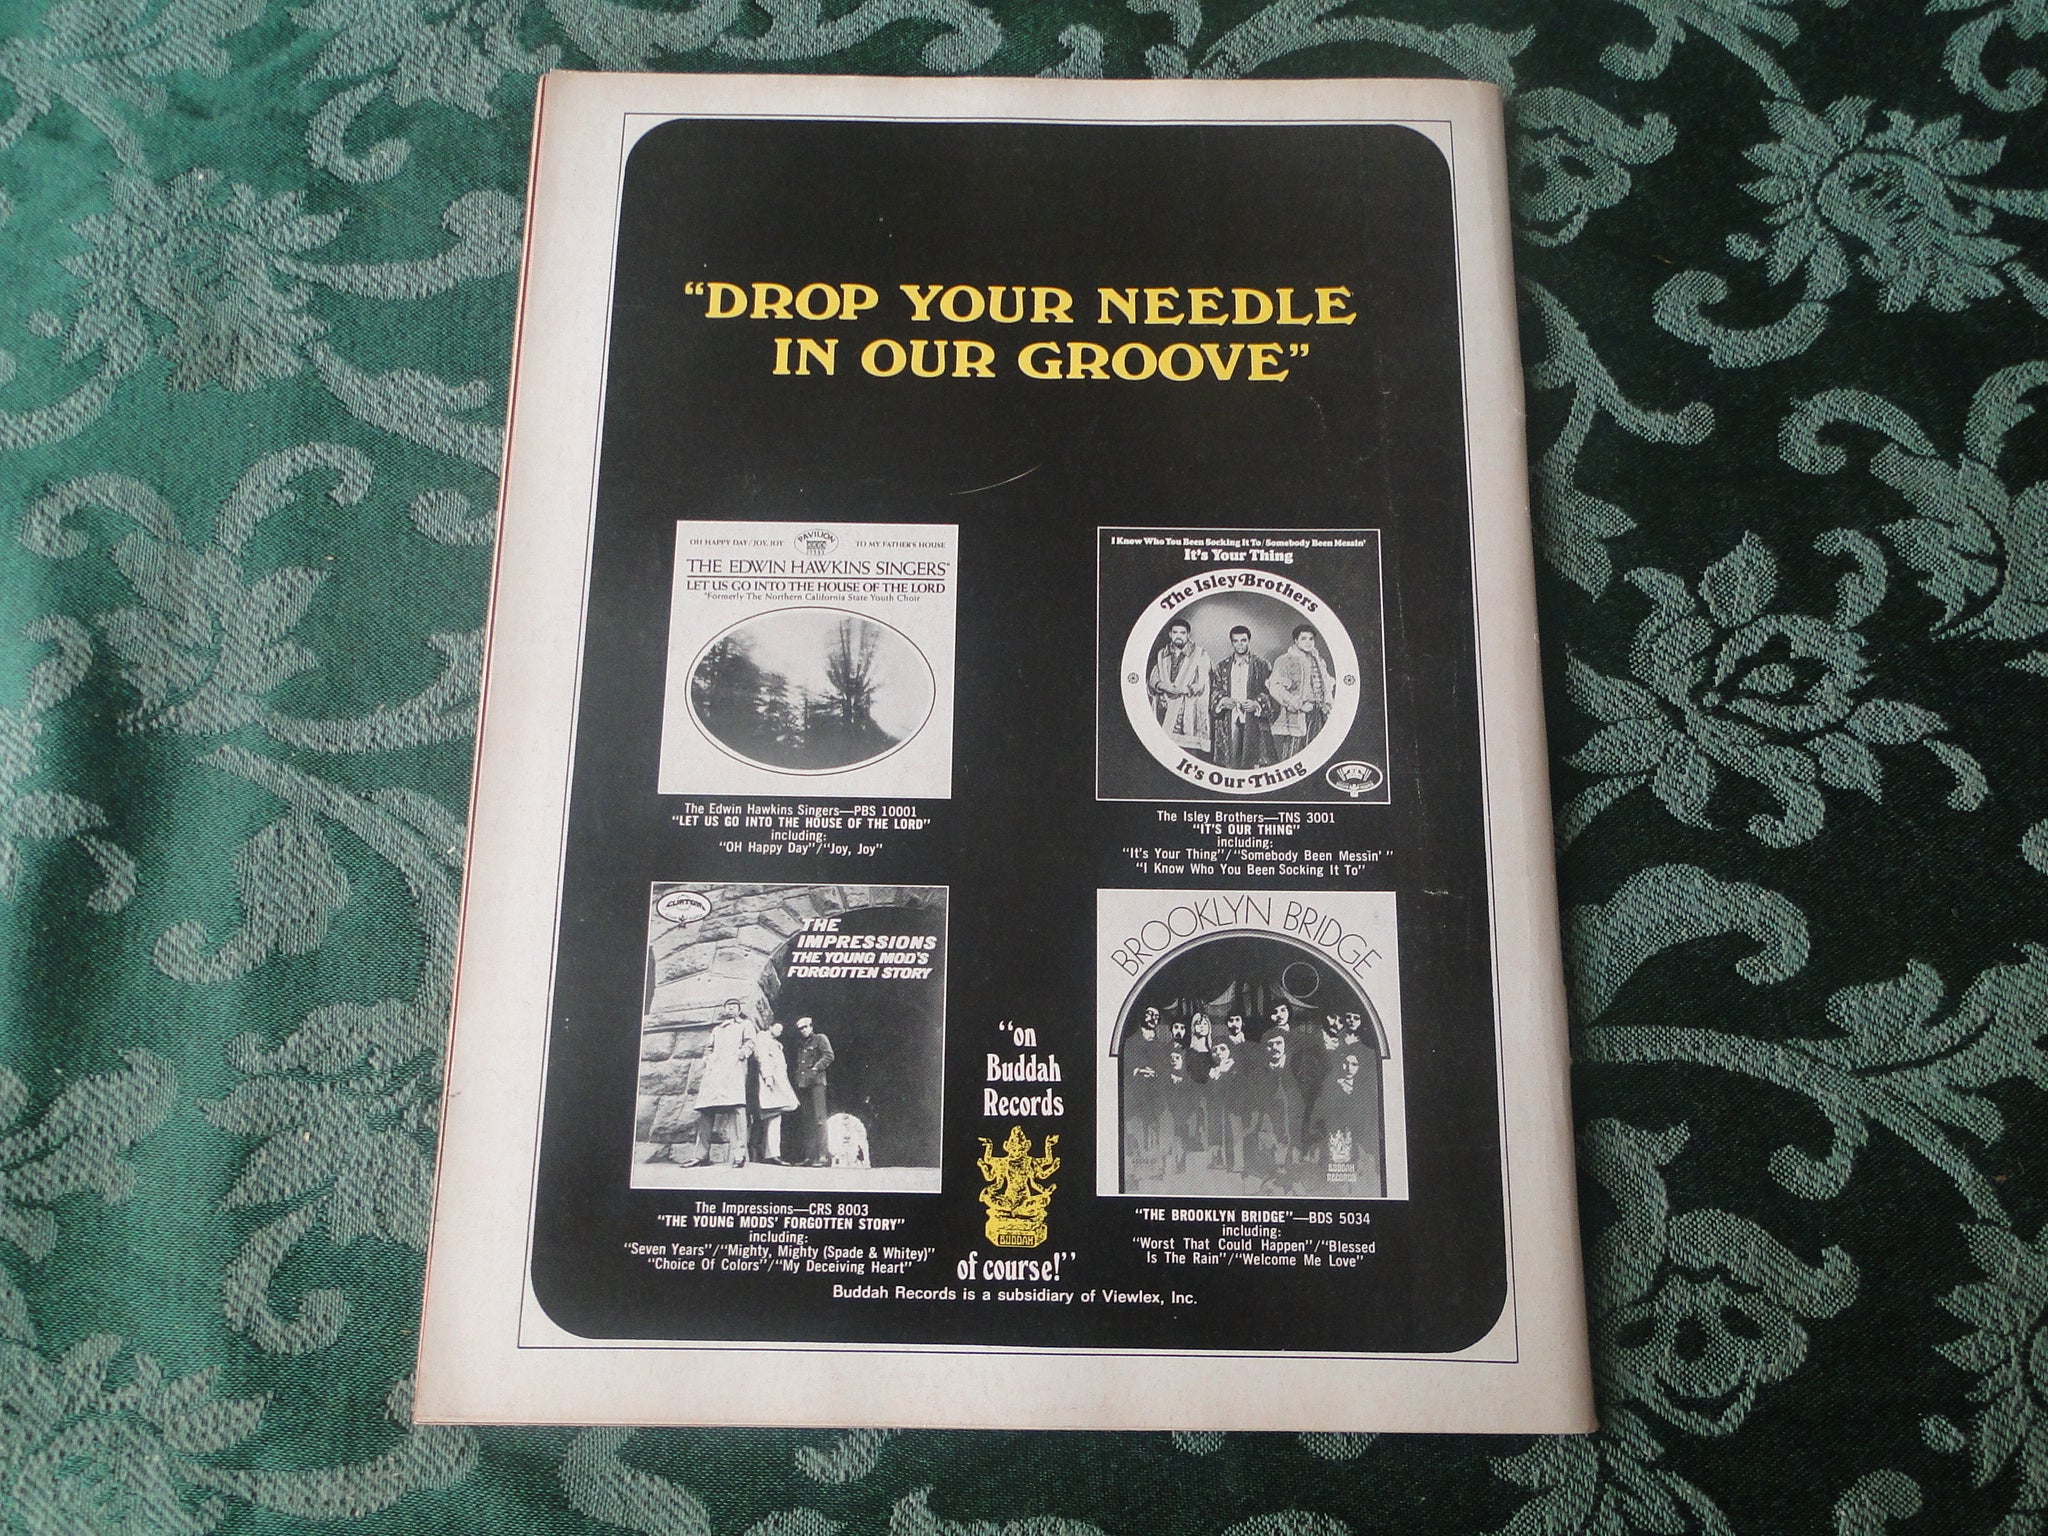 “DROP YOUR NEEDLE
IN OUR GROOVE”
OH HAPPY DAY/JOY, JOY
PAVILION
TO MY FATHER'S HOUSE
THE EDWIN HAWKINS SINGERS*
LET US GO INTO THE HOUSE OF THE LORD
*Formerly The Northern California State Youth Choir
The Edwin Hawkins Singers—PBS 10001
"LET US GO INTO THE HOUSE OF THE LORD"
including:
"OH Happy Day"/"Joy, Joy"
I Know Who You Been Socking It To/Somebody Been Messin'
It's Your Thing
The Isley Brothers
It's Our Thing
The Isley Brothers—TNS 3001
"IT'S OUR THING"
including:
"It's Your Thing"/"Somebody Been Messin' "
"I Know Who You Been Socking It To"
CURTOM
THE
IMPRESSIONS
THE YOUNG MOD'S
FORGOTTEN STORY
The Impressions—CRS 8003
"THE YOUNG MODS' FORGOTTEN STORY"
including:
"Seven Years"/"Mighty, Mighty (Spade & Whitey)"
"Choice Of Colors"/"My Deceiving Heart"
“on
Buddah
Records
BUDDAH
of course!”
BROOKLYN BRIDGE
BUDDAH
RECORDS
"THE BROOKLYN BRIDGE"—BDS 5034
including:
"Worst That Could Happen"/"Blessed
Is The Rain"/"Welcome Me Love"
Buddah Records is a subsidiary of Viewlex, Inc.